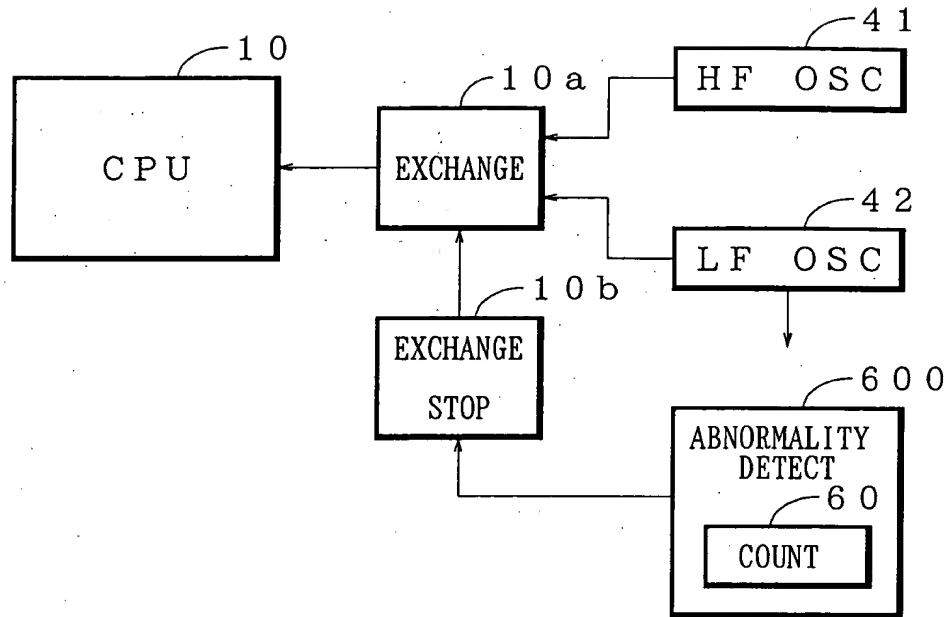 10
CPU
10a
EXCHANGE
41
HF OSC
42
LF OSC
10b
EXCHANGE
STOP
600
ABNORMALITY
DETECT
60
COUNT